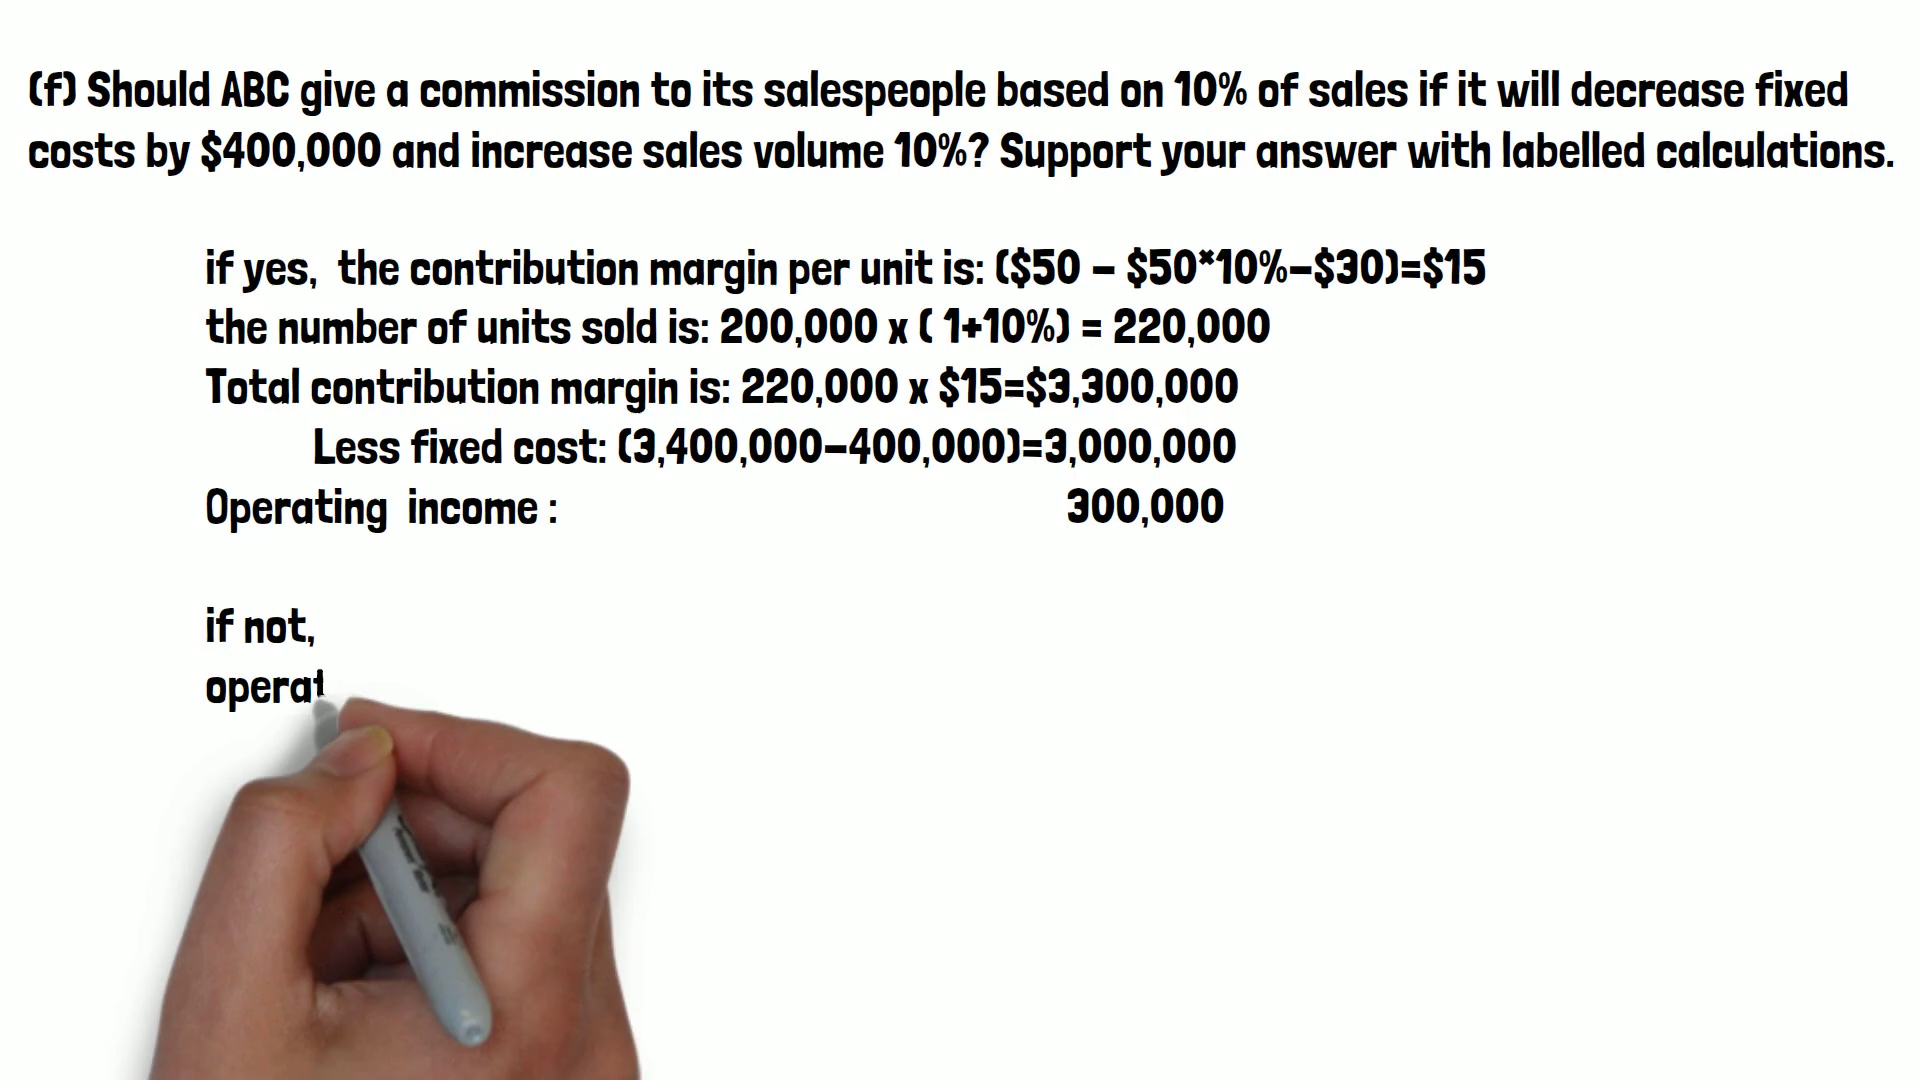 (f) Should ABC give a commission to its salespeople based on 10% of sales if it will decrease fixed
costs by $400,000 and increase sales volume 10%? Support your answer with labelled calculations.
if yes, the contribution margin per unit is: ($50 – $50*10%–$30)=$15
the number of units sold is: 200,000 x ( 1+10%) = 220,000
Total contribution margin is: 220,000 x $15=$3,300,000
Less fixed cost: (3,400,000–400,000)=3,000,000
Operating income : 300,000
if not,
operat